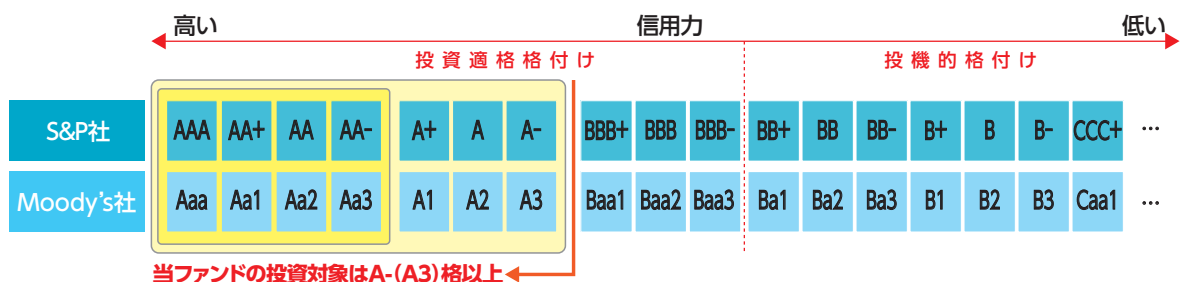 高い 信用力 低い
投資適格格付け 投機的格付け
S&P社 AAA AA+ AA AA- A+ A A- BBB+ BBB BBB- BB+ BB BB- B+ B B- CCC+ …
Moody's社 Aaa Aa1 Aa2 Aa3 A1 A2 A3 Baa1 Baa2 Baa3 Ba1 Ba2 Ba3 B1 B2 B3 Caa1 …
当ファンドの投資対象はA-(A3)格以上